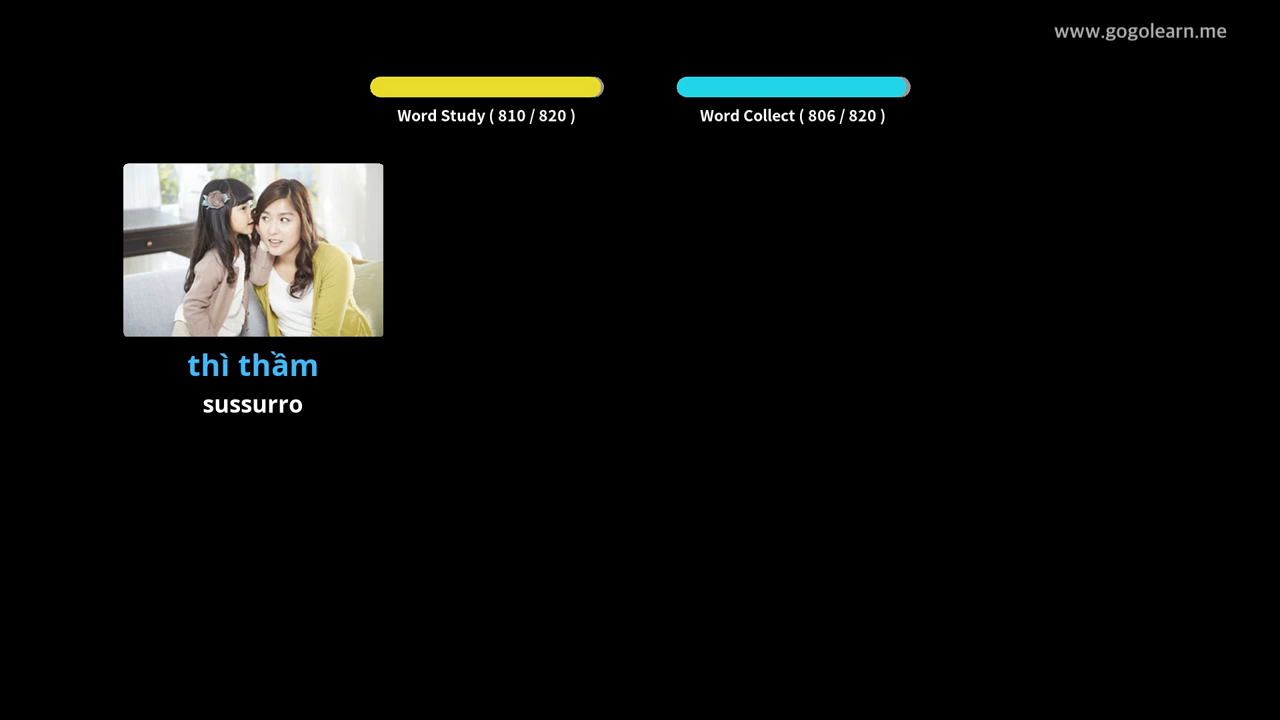 www.gogolearn.me
Word Study ( 810 / 820 )
Word Collect ( 806 / 820 )
thì thầm
sussurro